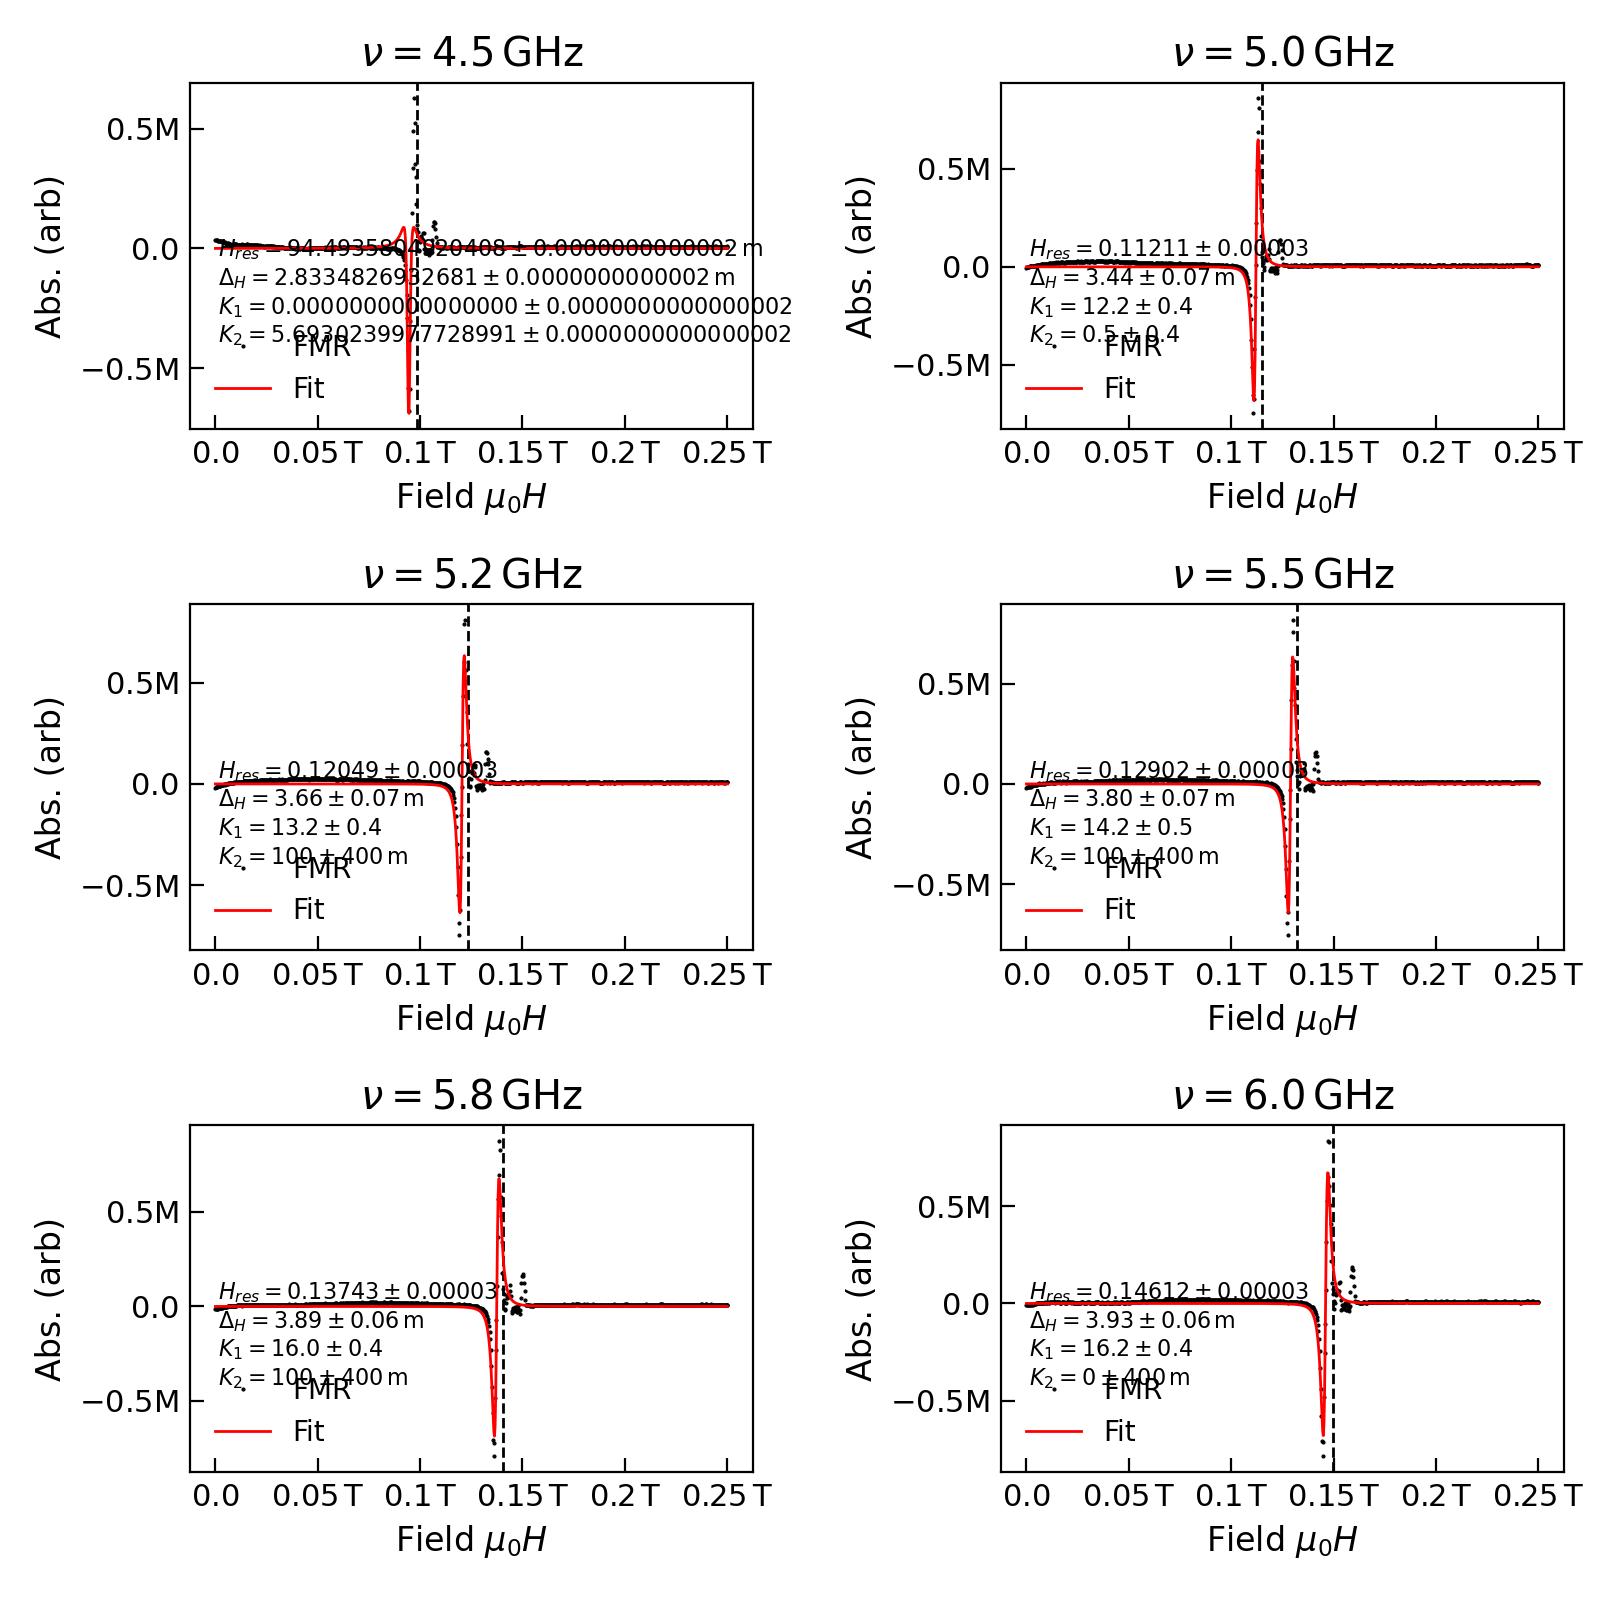 ν = 4.5 GHz
Abs. (arb)
0.5M
0.0
−0.5M
H_res = 94.4935804220408 ± 0.0000000000002 m
Δ_H = 2.8334826932681 ± 0.0000000000002 m
K_1 = 0.0000000000000000 ± 0.0000000000000002
K_2 = 5.6930239977728991 ± 0.0000000000000002
FMR
Fit
0.0 0.05 T 0.1 T 0.15 T 0.2 T 0.25 T
Field μ_0H
ν = 5.0 GHz
Abs. (arb)
0.5M
0.0
−0.5M
H_res = 0.11211 ± 0.00003
Δ_H = 3.44 ± 0.07 m
K_1 = 12.2 ± 0.4
K_2 = 0.5 ± 0.4
FMR
Fit
0.0 0.05 T 0.1 T 0.15 T 0.2 T 0.25 T
Field μ_0H
ν = 5.2 GHz
Abs. (arb)
0.5M
0.0
−0.5M
H_res = 0.12049 ± 0.00003
Δ_H = 3.66 ± 0.07 m
K_1 = 13.2 ± 0.4
K_2 = 100 ± 400 m
FMR
Fit
0.0 0.05 T 0.1 T 0.15 T 0.2 T 0.25 T
Field μ_0H
ν = 5.5 GHz
Abs. (arb)
0.5M
0.0
−0.5M
H_res = 0.12902 ± 0.00003
Δ_H = 3.80 ± 0.07 m
K_1 = 14.2 ± 0.5
K_2 = 100 ± 400 m
FMR
Fit
0.0 0.05 T 0.1 T 0.15 T 0.2 T 0.25 T
Field μ_0H
ν = 5.8 GHz
Abs. (arb)
0.5M
0.0
−0.5M
H_res = 0.13743 ± 0.00003
Δ_H = 3.89 ± 0.06 m
K_1 = 16.0 ± 0.4
K_2 = 100 ± 400 m
FMR
Fit
0.0 0.05 T 0.1 T 0.15 T 0.2 T 0.25 T
Field μ_0H
ν = 6.0 GHz
Abs. (arb)
0.5M
0.0
−0.5M
H_res = 0.14612 ± 0.00003
Δ_H = 3.93 ± 0.06 m
K_1 = 16.2 ± 0.4
K_2 = 0 ± 400 m
FMR
Fit
0.0 0.05 T 0.1 T 0.15 T 0.2 T 0.25 T
Field μ_0H